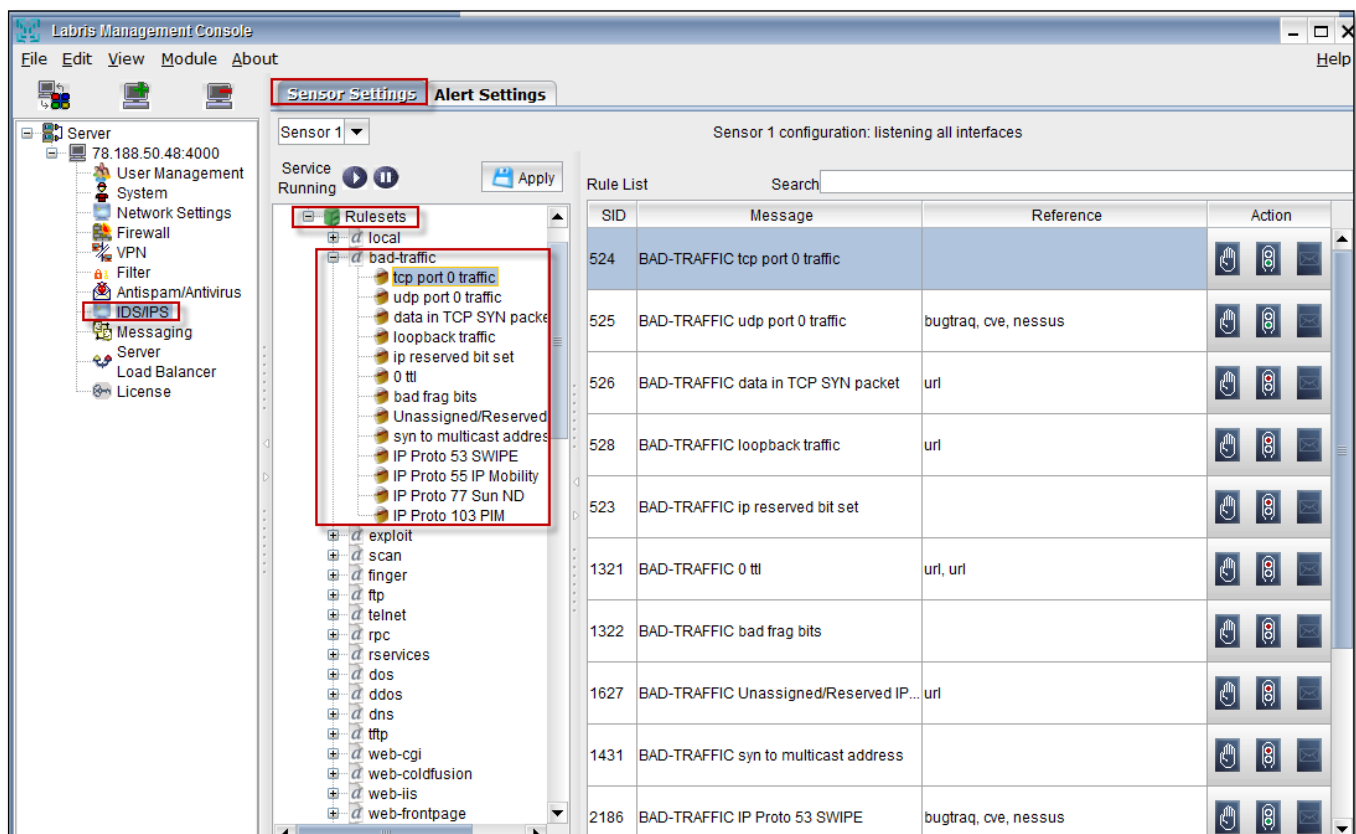 Labris Management Console
File Edit View Module About Help
Sensor Settings Alert Settings
Server
78.188.50.48:4000
User Management
System
Network Settings
Firewall
VPN
Filter
Antispam/Antivirus
IDS/IPS
Messaging
Server
Load Balancer
License
Sensor 1
Sensor 1 configuration: listening all interfaces
Service
Running
Apply
Rulesets
local
bad-traffic
tcp port 0 traffic
udp port 0 traffic
data in TCP SYN packe
loopback traffic
ip reserved bit set
0 ttl
bad frag bits
Unassigned/Reserved
syn to multicast addres
IP Proto 53 SWIPE
IP Proto 55 IP Mobility
IP Proto 77 Sun ND
IP Proto 103 PIM
exploit
scan
finger
ftp
telnet
rpc
rservices
dos
ddos
dns
tftp
web-cgi
web-coldfusion
web-iis
web-frontpage
Rule List Search
SID Message Reference Action
524 BAD-TRAFFIC tcp port 0 traffic
525 BAD-TRAFFIC udp port 0 traffic bugtraq, cve, nessus
526 BAD-TRAFFIC data in TCP SYN packet url
528 BAD-TRAFFIC loopback traffic url
523 BAD-TRAFFIC ip reserved bit set
1321 BAD-TRAFFIC 0 ttl url, url
1322 BAD-TRAFFIC bad frag bits
1627 BAD-TRAFFIC Unassigned/Reserved IP... url
1431 BAD-TRAFFIC syn to multicast address
2186 BAD-TRAFFIC IP Proto 53 SWIPE bugtraq, cve, nessus